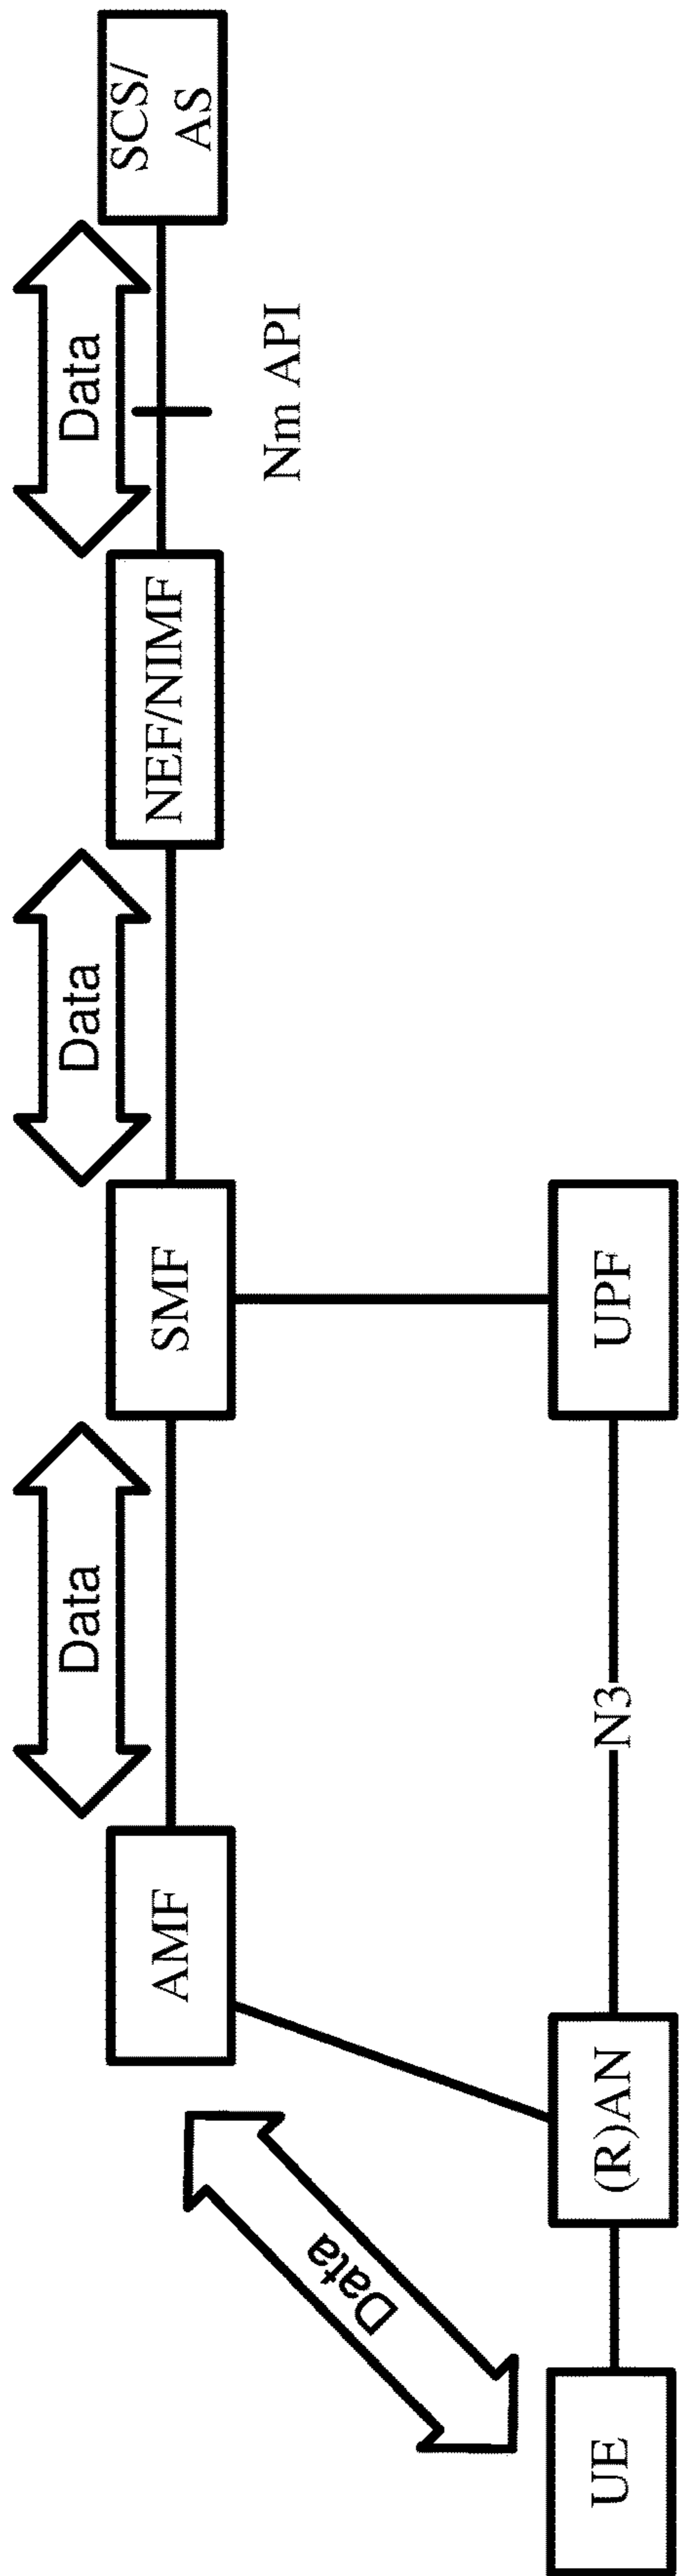 Data
Data
Data
Data
AMF
SMF
NEF/NIMF
SCS/
AS
Nm API
UE
(R)AN
N3
UPF